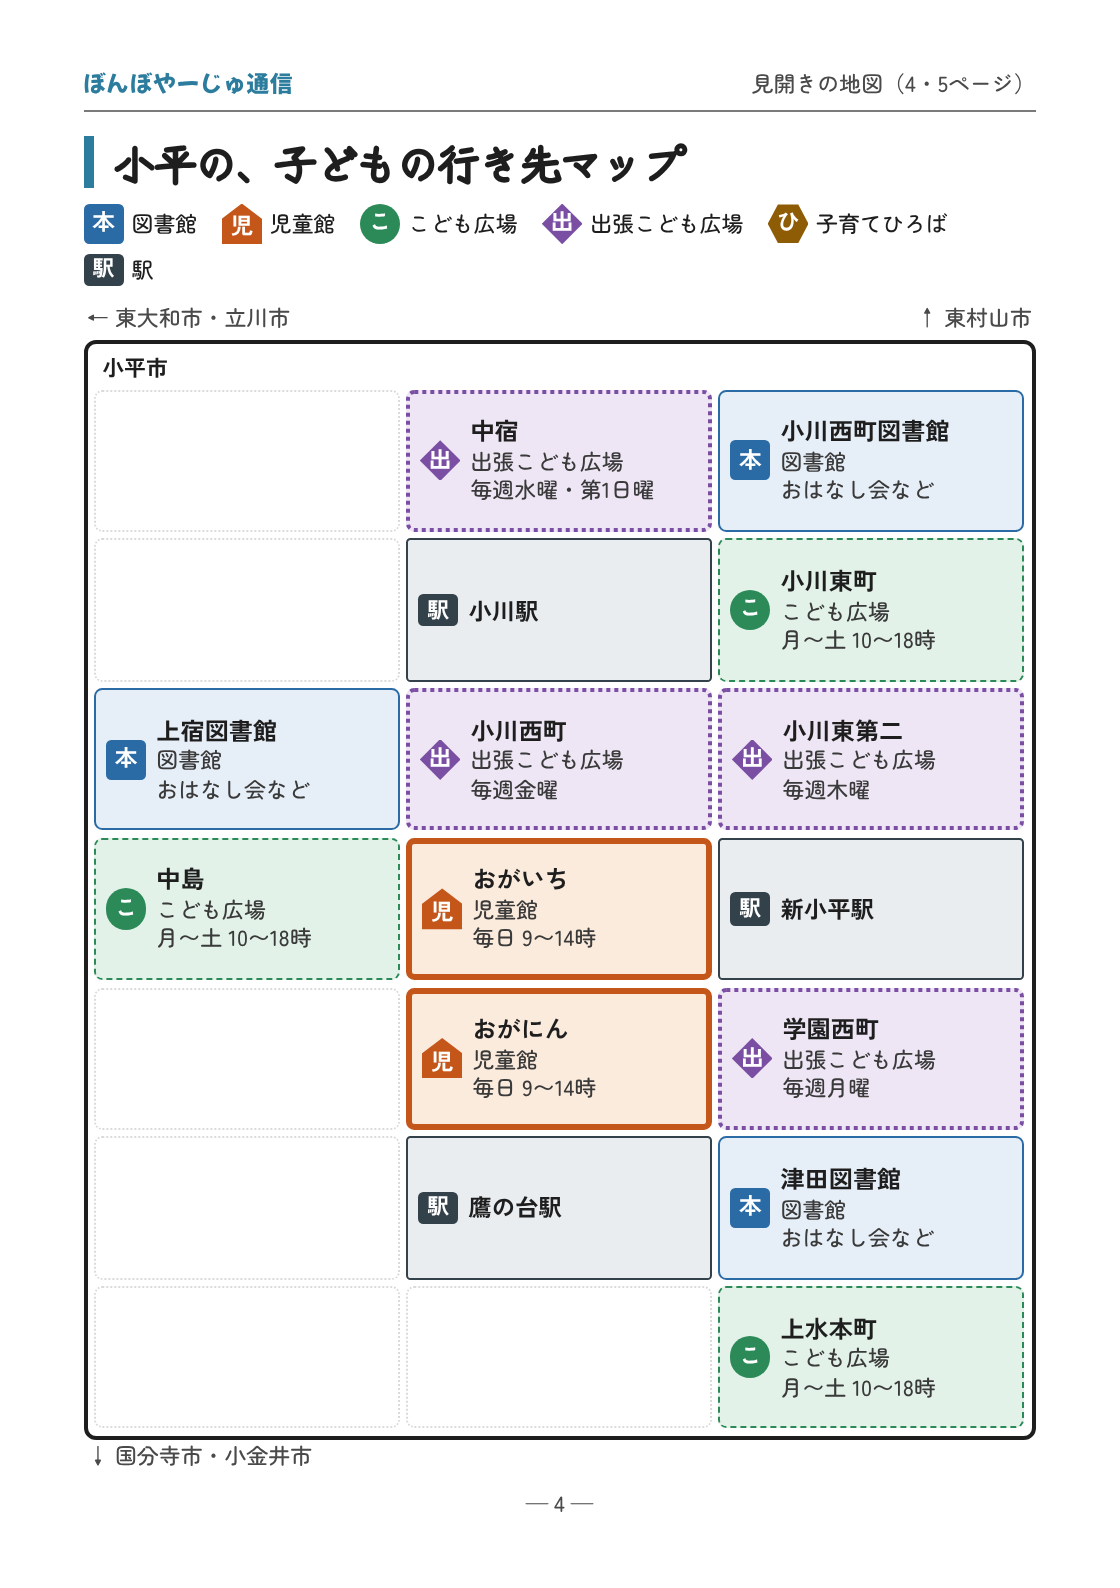 ぼんぼやーじゅ通信
見開きの地図（4・5ページ）
小平の、子どもの行き先マップ
本 図書館 児 児童館 こ こども広場 出 出張こども広場 ひ 子育てひろば
駅 駅
← 東大和市・立川市
↑ 東村山市
小平市
出
中宿
出張こども広場
毎週水曜・第1日曜
本
小川西町図書館
図書館
おはなし会など
駅 小川駅
こ
小川東町
こども広場
月〜土 10〜18時
本
上宿図書館
図書館
おはなし会など
出
小川西町
出張こども広場
毎週金曜
出
小川東第二
出張こども広場
毎週木曜
こ
中島
こども広場
月〜土 10〜18時
児
おがいち
児童館
毎日 9〜14時
駅 新小平駅
児
おがにん
児童館
毎日 9〜14時
出
学園西町
出張こども広場
毎週月曜
駅 鷹の台駅
本
津田図書館
図書館
おはなし会など
こ
上水本町
こども広場
月〜土 10〜18時
↓ 国分寺市・小金井市
— 4 —